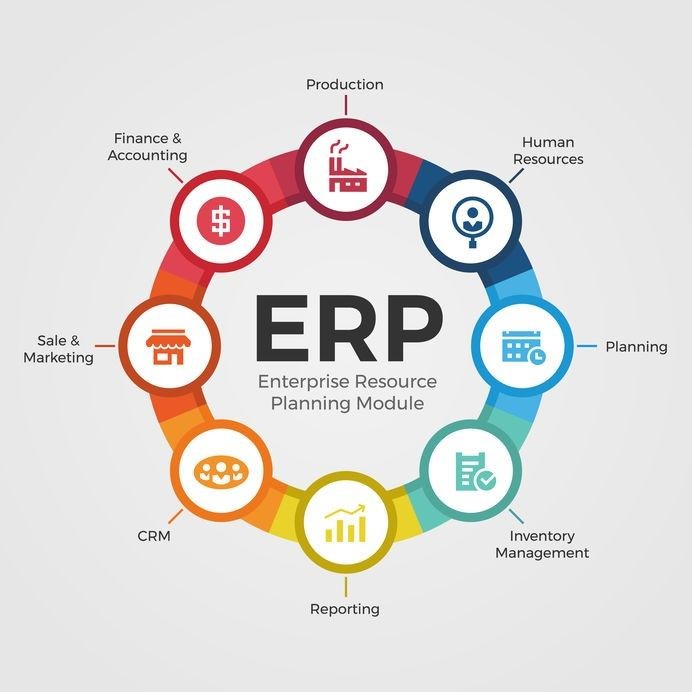 Production
Finance &
Accounting
Human
Resources
ERP
Enterprise Resource
Planning Module
Sale &
Marketing
Planning
CRM
Inventory
Management
Reporting